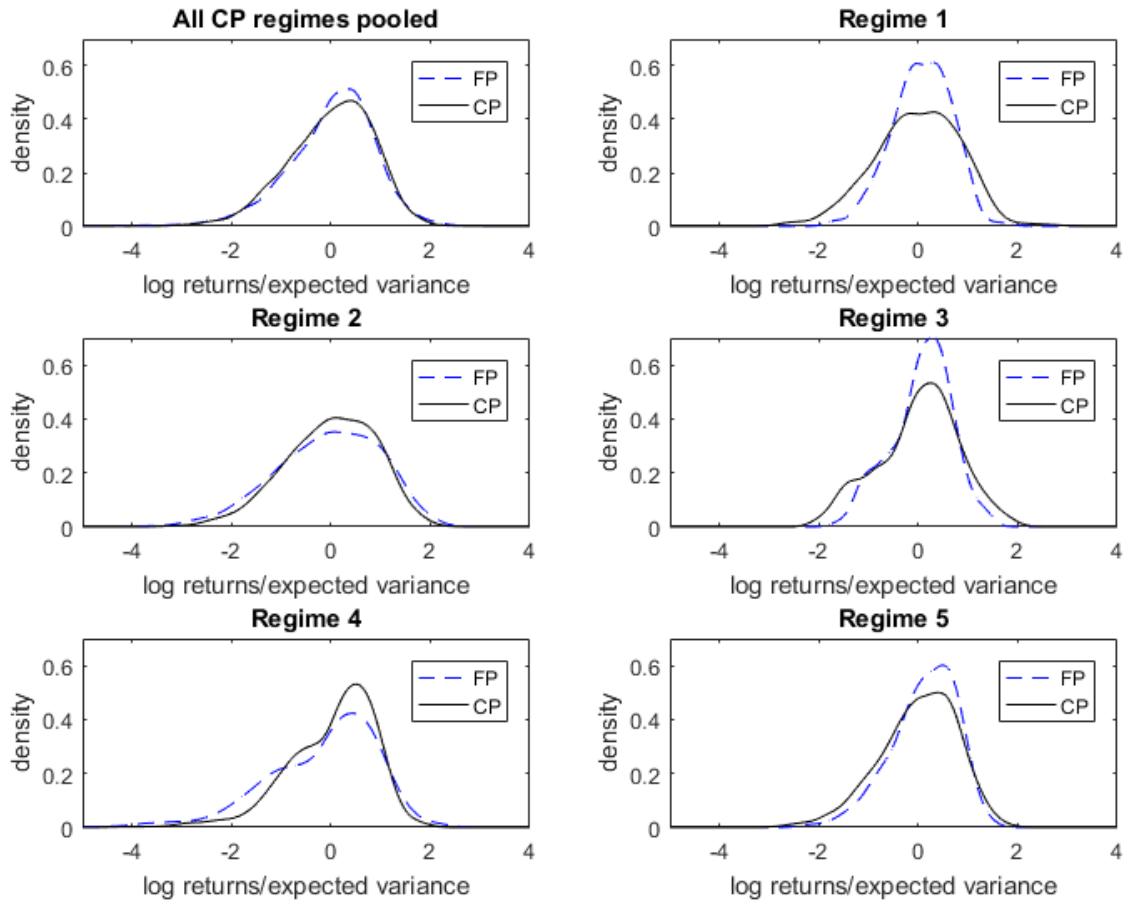 All CP regimes pooled
density
0.6
0.4
0.2
0
FP
CP
-4 -2 0 2 4
log returns/expected variance
Regime 1
density
0.6
0.4
0.2
0
FP
CP
-4 -2 0 2 4
log returns/expected variance
Regime 2
density
0.6
0.4
0.2
0
FP
CP
-4 -2 0 2 4
log returns/expected variance
Regime 3
density
0.6
0.4
0.2
0
FP
CP
-4 -2 0 2 4
log returns/expected variance
Regime 4
density
0.6
0.4
0.2
0
FP
CP
-4 -2 0 2 4
log returns/expected variance
Regime 5
density
0.6
0.4
0.2
0
FP
CP
-4 -2 0 2 4
log returns/expected variance